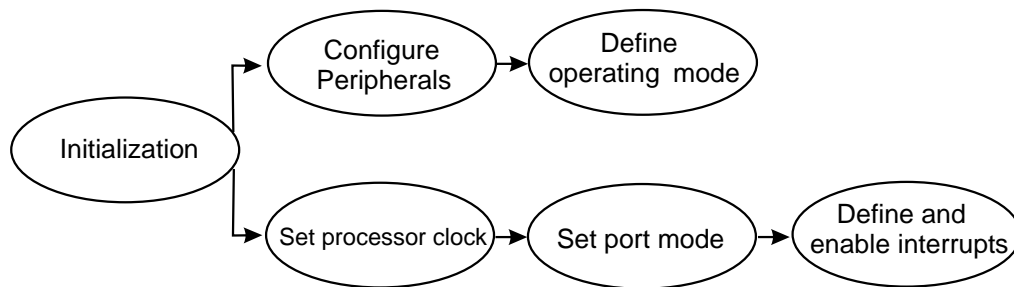 Configure
Peripherals
Define
operating mode
Initialization
Set processor clock
Set port mode
Define and
enable interrupts